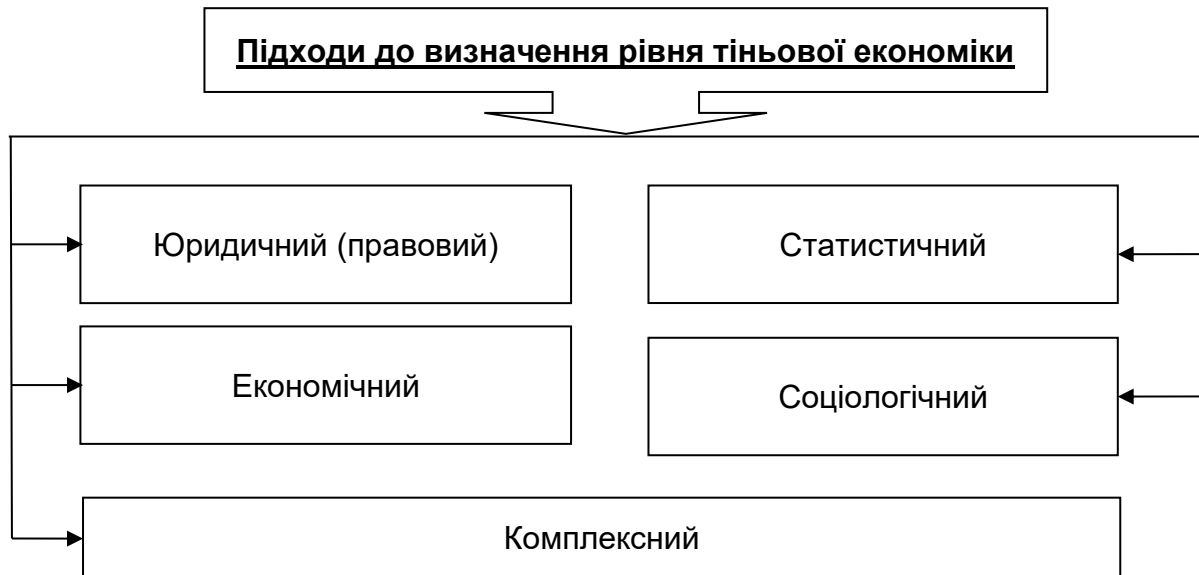 Підходи до визначення рівня тіньової економіки
Юридичний (правовий)
Статистичний
Економічний
Соціологічний
Комплексний